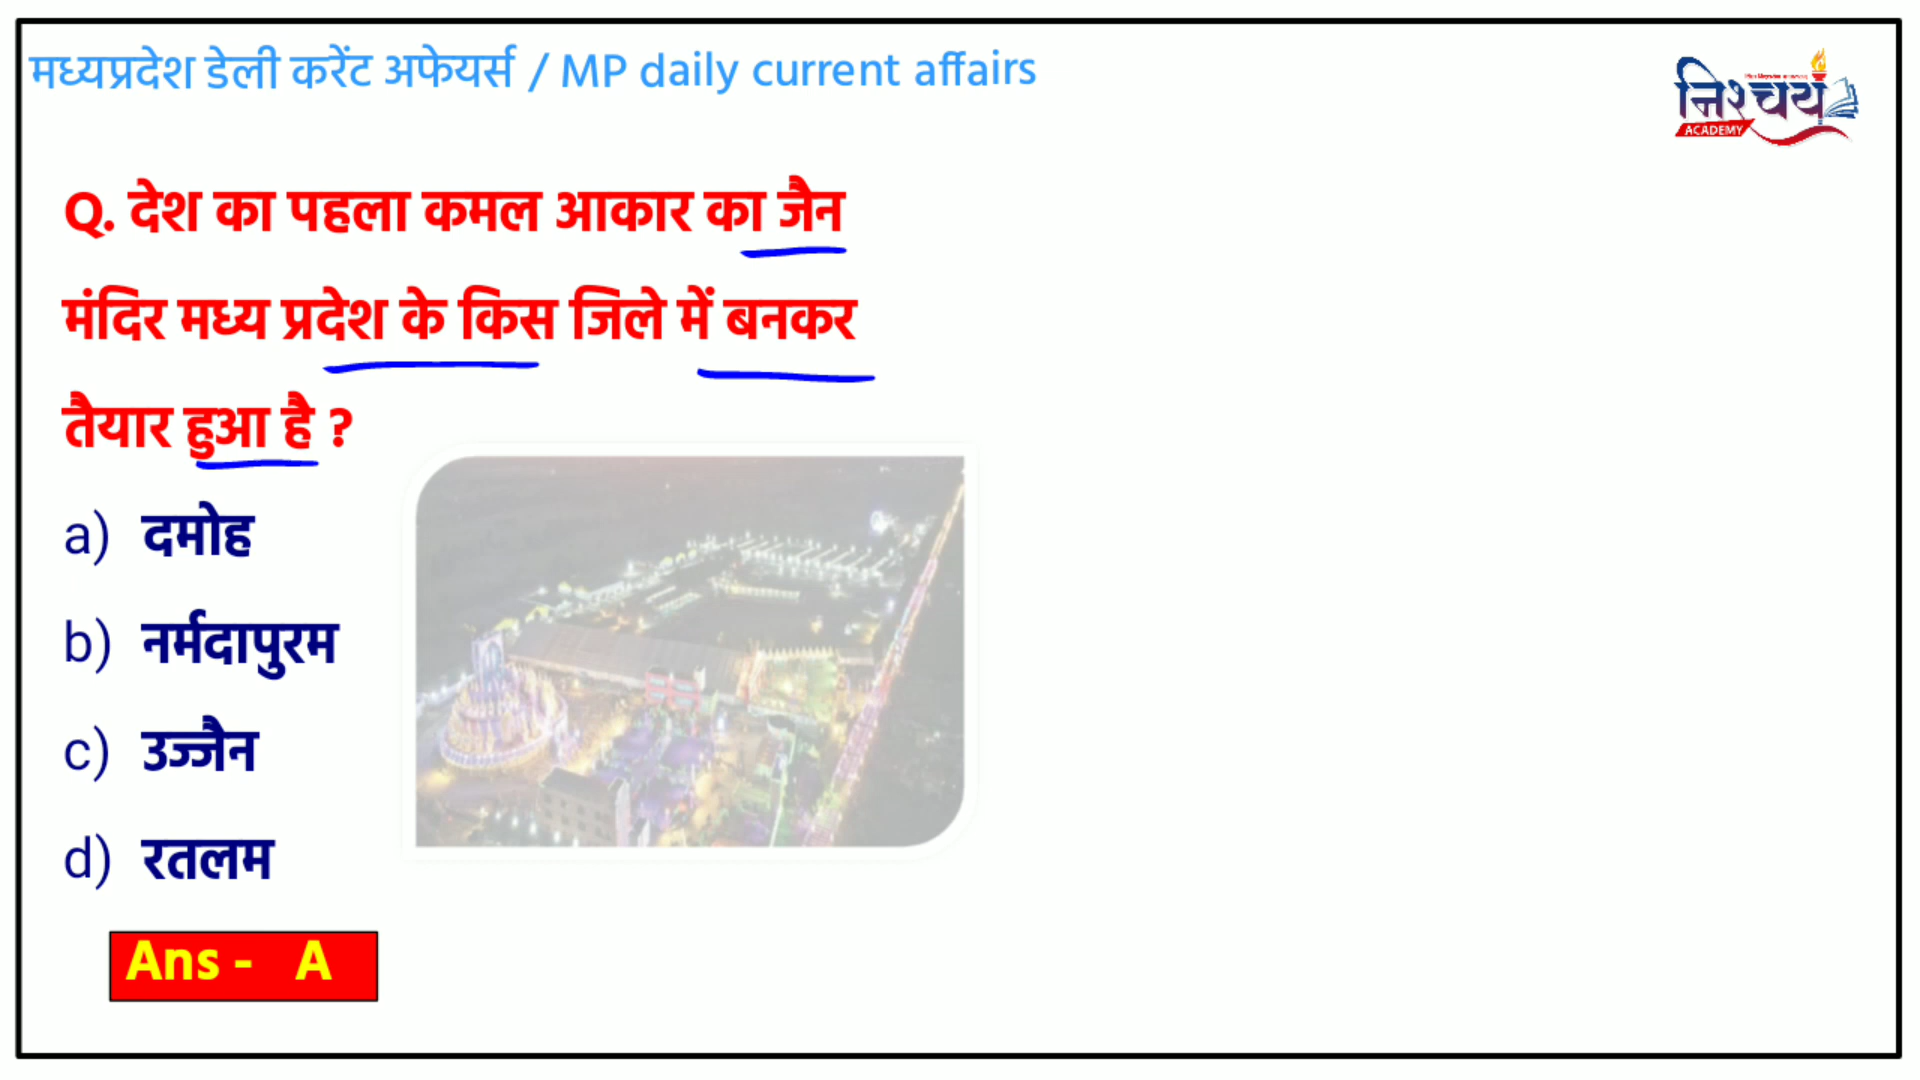 मध्यप्रदेश डेली करेंट अफेयर्स / MP daily current affairs
निश्चय
ACADEMY
Q. देश का पहला कमल आकार का जैन
मंदिर मध्य प्रदेश के किस जिले में बनकर
तैयार हुआ है ?
a) दमोह
b) नर्मदापुरम
c) उज्जैन
d) रतलम
Ans - A